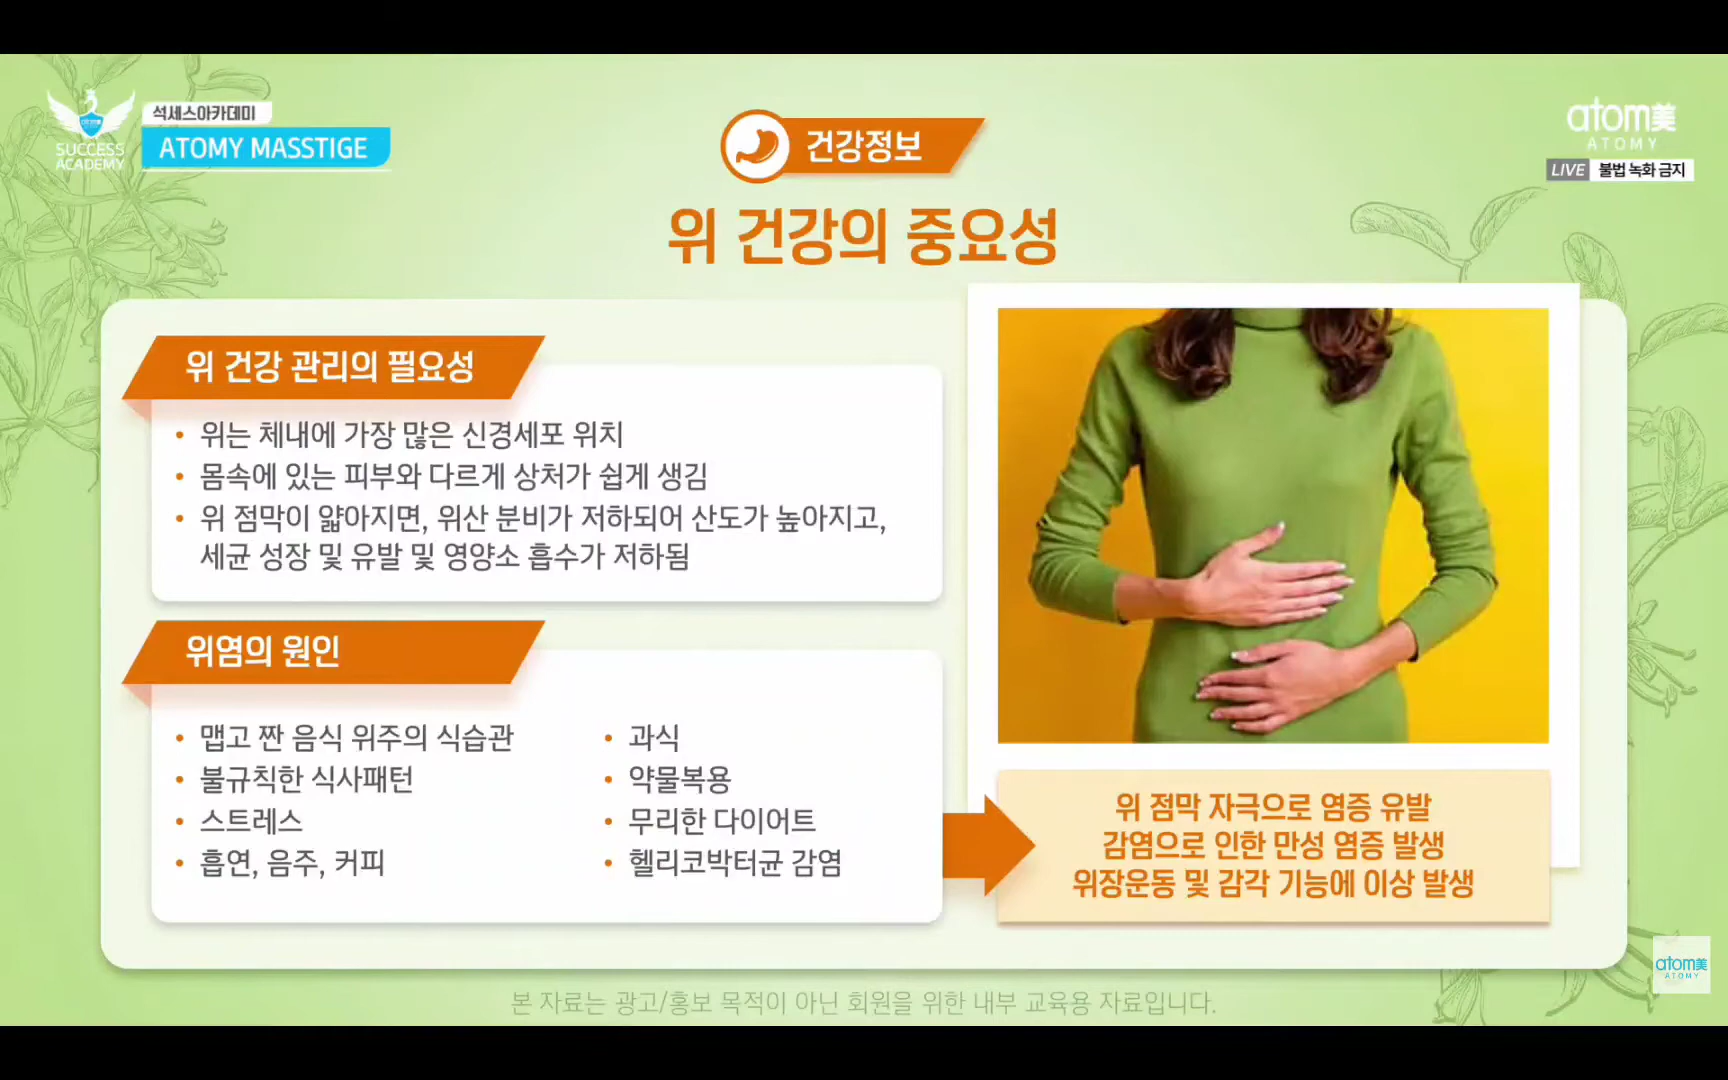 석세스아카데미
SUCCESS
ACADEMY
ATOMY MASSTIGE
atom美
ATOMY
LIVE 불법 녹화 금지
건강정보
위 건강의 중요성
위 건강 관리의 필요성
• 위는 체내에 가장 많은 신경세포 위치
• 몸속에 있는 피부와 다르게 상처가 쉽게 생김
• 위 점막이 얇아지면, 위산 분비가 저하되어 산도가 높아지고,
세균 성장 및 유발 및 영양소 흡수가 저하됨
위염의 원인
• 맵고 짠 음식 위주의 식습관
• 불규칙한 식사패턴
• 스트레스
• 흡연, 음주, 커피
• 과식
• 약물복용
• 무리한 다이어트
• 헬리코박터균 감염
위 점막 자극으로 염증 유발
감염으로 인한 만성 염증 발생
위장운동 및 감각 기능에 이상 발생
atom美
ATOMY
본 자료는 광고/홍보 목적이 아닌 회원을 위한 내부 교육용 자료입니다.